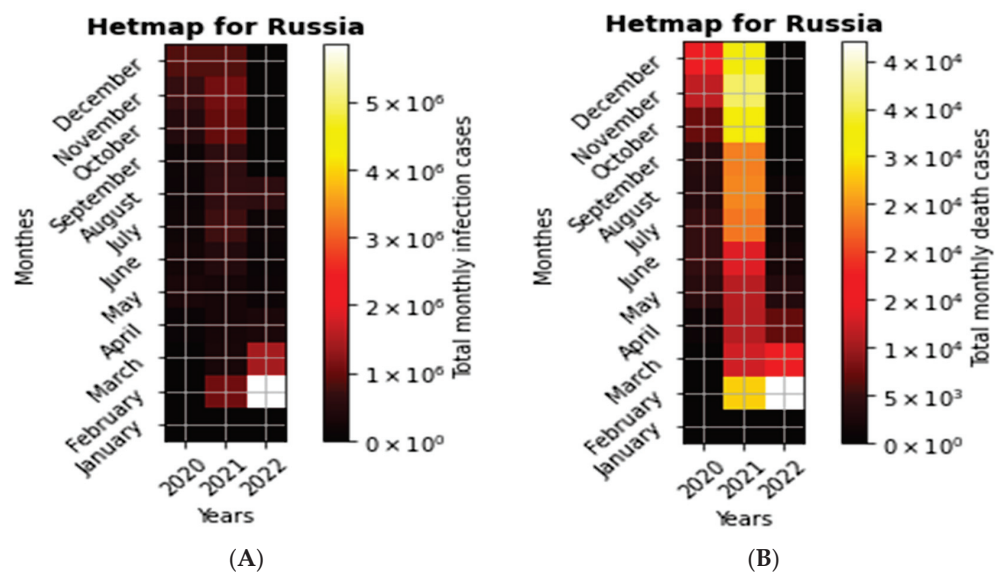 Hetmap for Russia
December
November
October
September
August
July
June
May
April
March
February
January
Monthes
2020
2021
2022
Years
5 × 10⁶
4 × 10⁶
3 × 10⁶
2 × 10⁶
1 × 10⁶
0 × 10⁰
Total monthly infection cases
(A)
Hetmap for Russia
December
November
October
September
August
July
June
May
April
March
February
January
Monthes
2020
2021
2022
Years
4 × 10⁴
4 × 10⁴
3 × 10⁴
2 × 10⁴
2 × 10⁴
2 × 10⁴
1 × 10⁴
5 × 10³
0 × 10⁰
Total monthly death cases
(B)